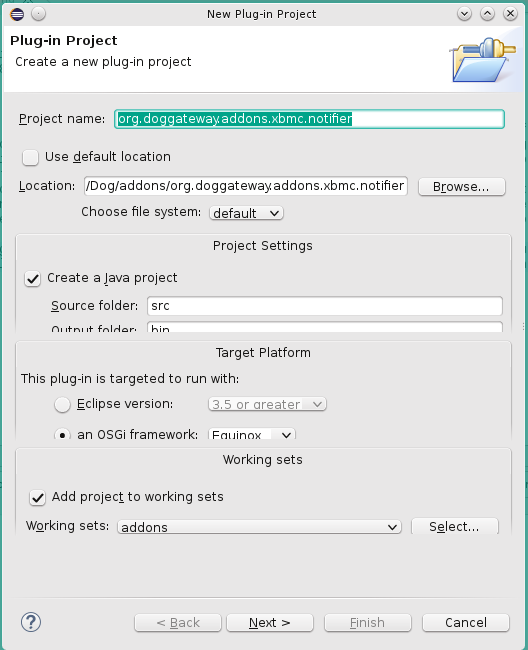 New Plug-in Project
Plug-in Project
Create a new plug-in project
Project name: org.doggateway.addons.xbmc.notifier
Use default location
Location: /Dog/addons/org.doggateway.addons.xbmc.notifier Browse...
Choose file system: default
Project Settings
Create a Java project
Source folder: src
Output folder: bin
Target Platform
This plug-in is targeted to run with:
Eclipse version: 3.5 or greater
an OSGi framework: Equinox
Working sets
Add project to working sets
Working sets: addons Select...
? < Back Next > Finish Cancel